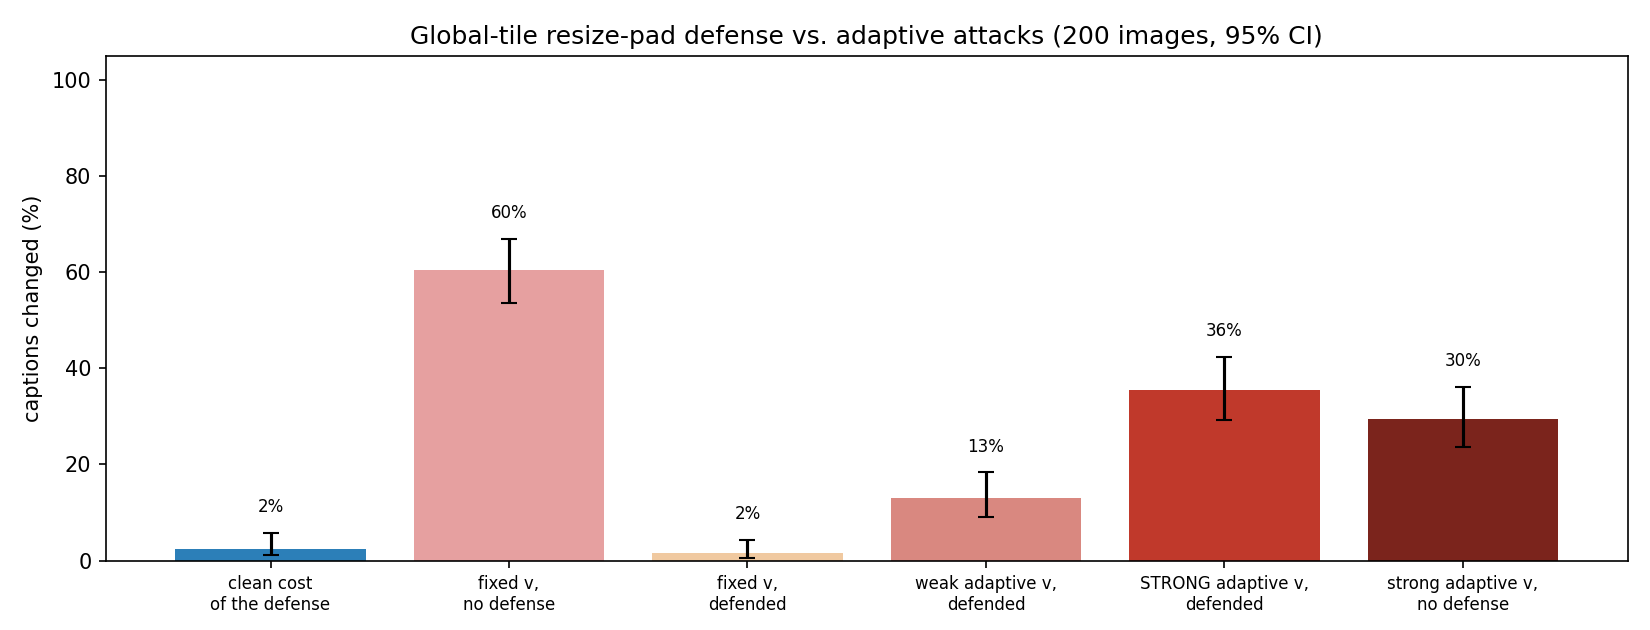 Global-tile resize-pad defense vs. adaptive attacks (200 images, 95% CI)
captions changed (%)
100
80
60
40
20
0
2%
60%
2%
13%
36%
30%
clean cost
of the defense
fixed v,
no defense
fixed v,
defended
weak adaptive v,
defended
STRONG adaptive v,
defended
strong adaptive v,
no defense